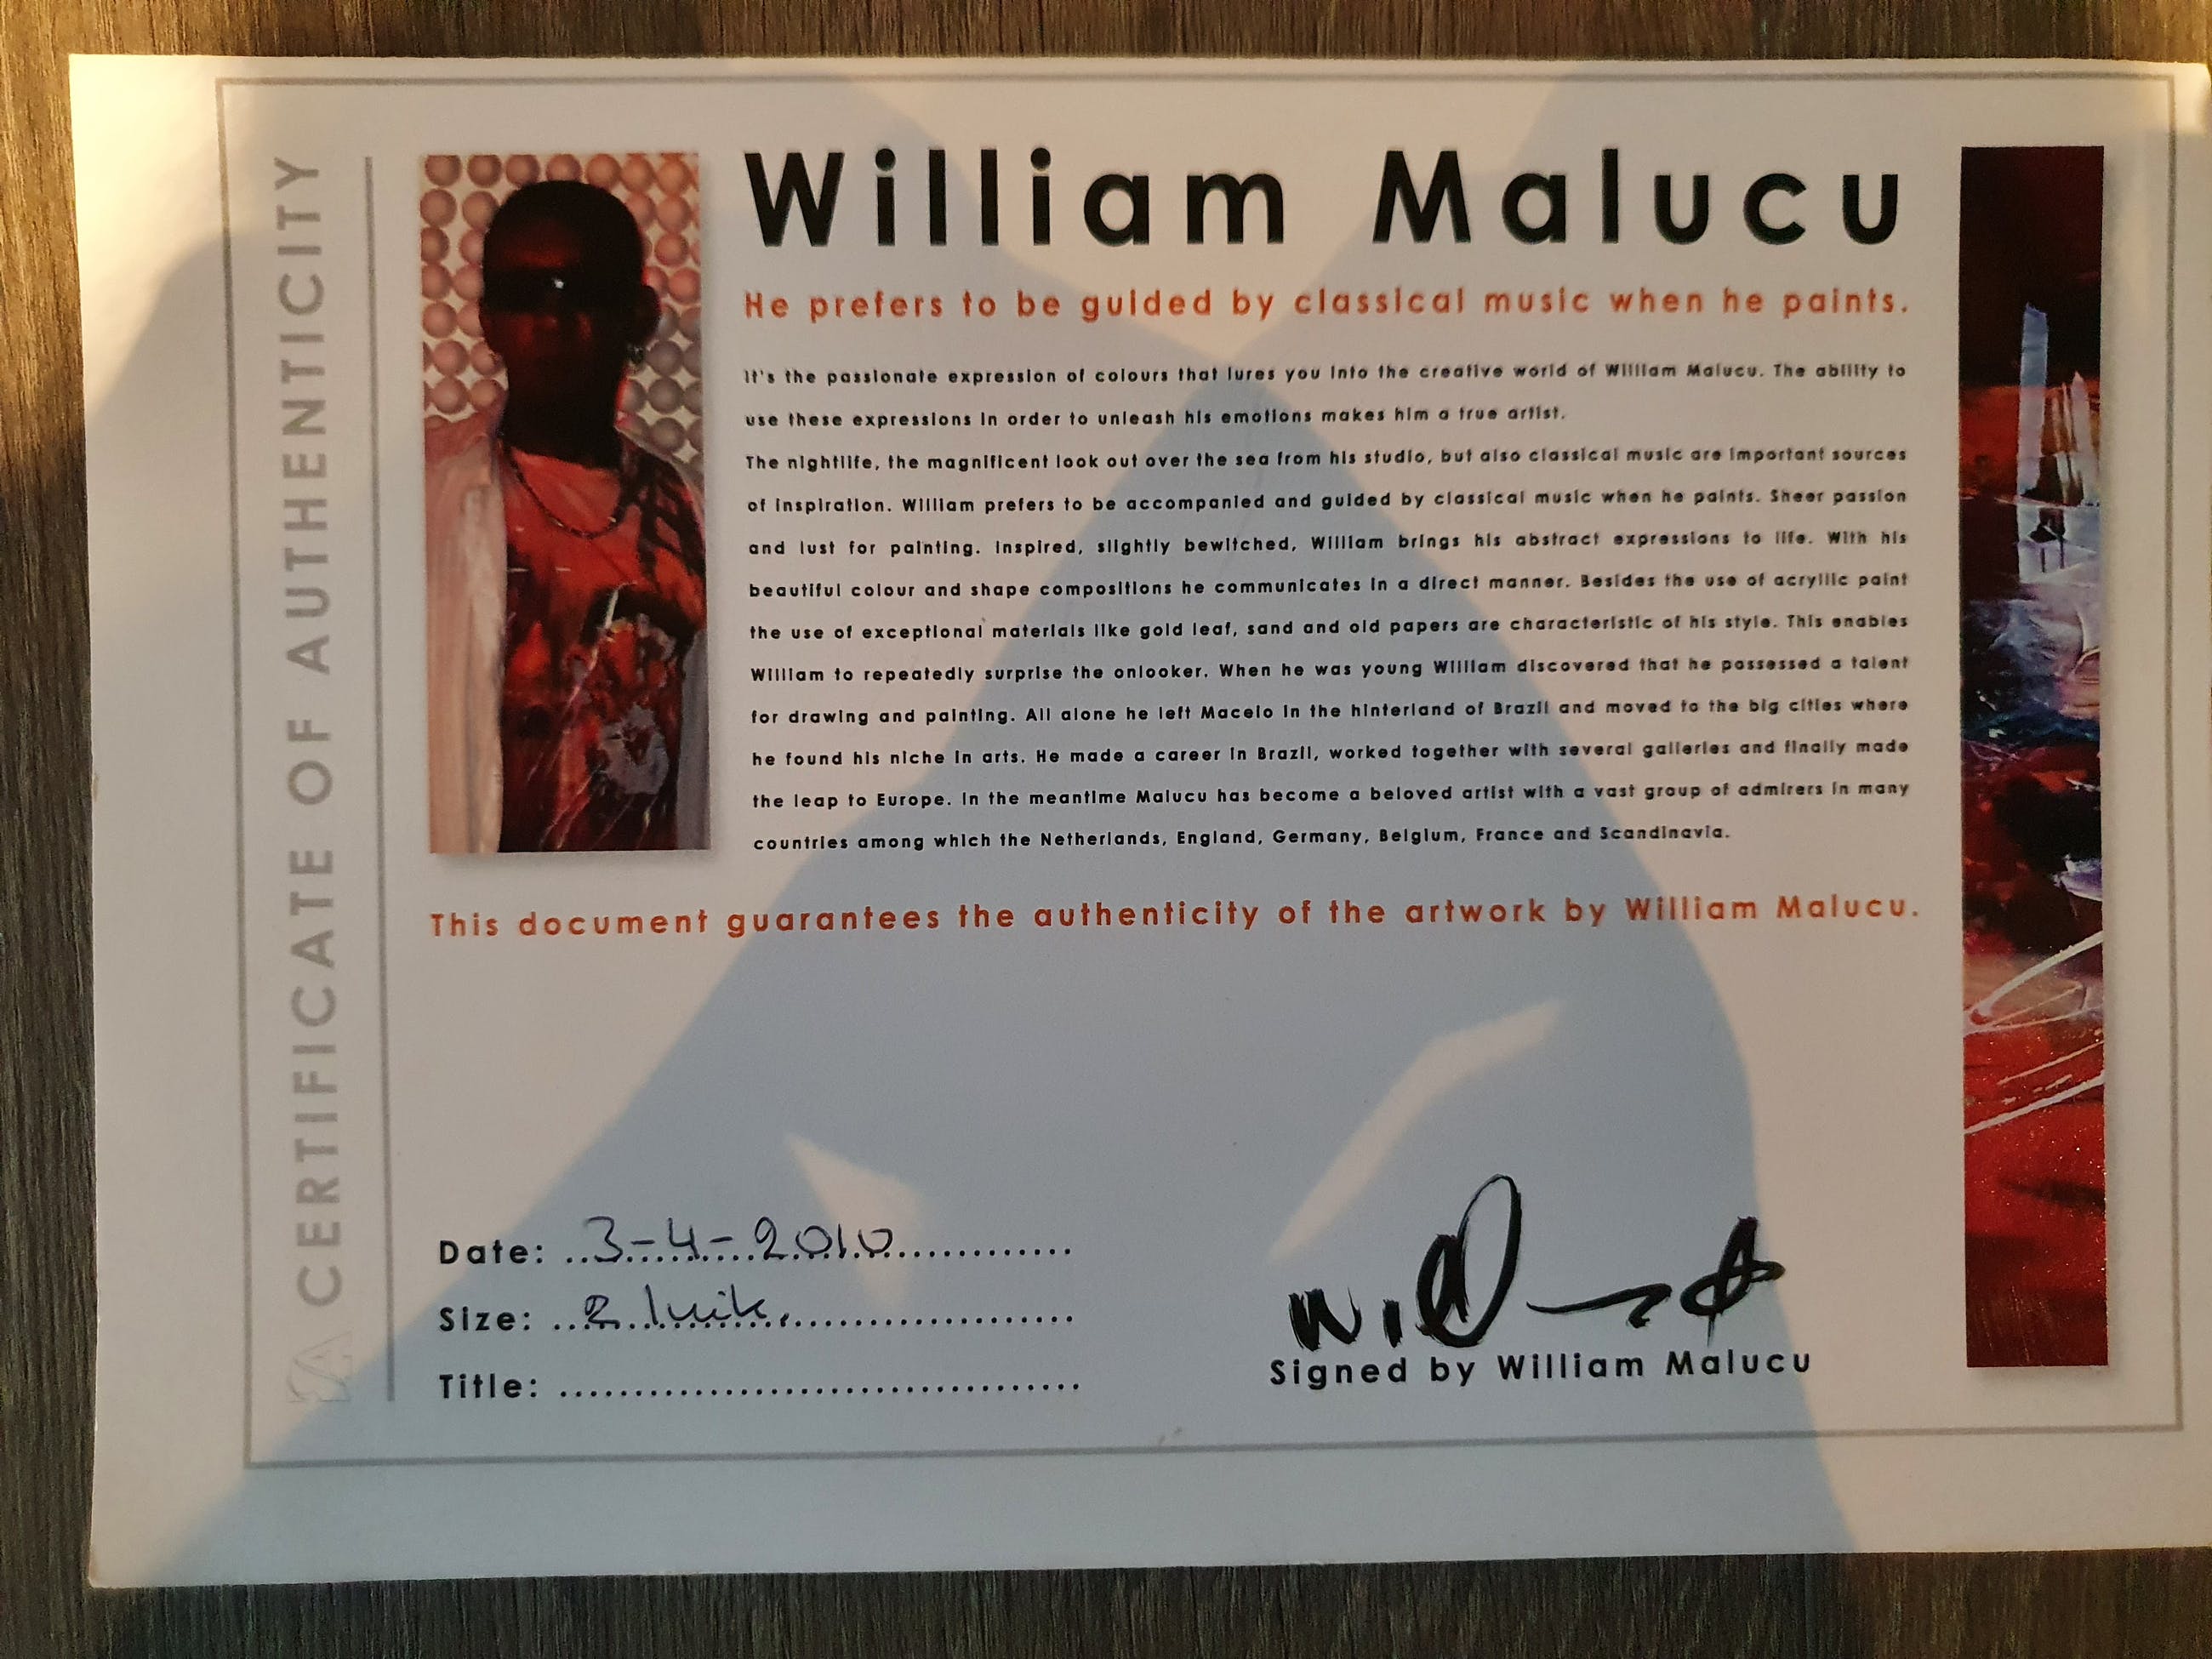 CERTIFICATE OF AUTHENTICITY
William Malucu
He prefers to be guided by classical music when he paints.
It's the passionate expression of colours that lures you into the creative world of William Malucu. The ability to
use these expressions in order to unleash his emotions makes him a true artist.
The nightlife, the magnificent look out over the sea from his studio, but also classical music are important sources
of inspiration. William prefers to be accompanied and guided by classical music when he paints. Sheer passion
and lust for painting. Inspired, slightly bewitched, William brings his abstract expressions to life. With his
beautiful colour and shape compositions he communicates in a direct manner. Besides the use of acryllic paint
the use of exceptional materials like gold leaf, sand and old papers are characteristic of his style. This enables
William to repeatedly surprise the onlooker. When he was young William discovered that he possessed a talent
for drawing and painting. All alone he left Maceio in the hinterland of Brazil and moved to the big cities where
he found his niche in arts. He made a career in Brazil, worked together with several galleries and finally made
the leap to Europe. In the meantime Malucu has become a beloved artist with a vast group of admirers in many
countries among which the Netherlands, England, Germany, Belgium, France and Scandinavia.
This document guarantees the authenticity of the artwork by William Malucu.
Date: 3-4-2010
Size: 2 luik.
Title:
Signed by William Malucu